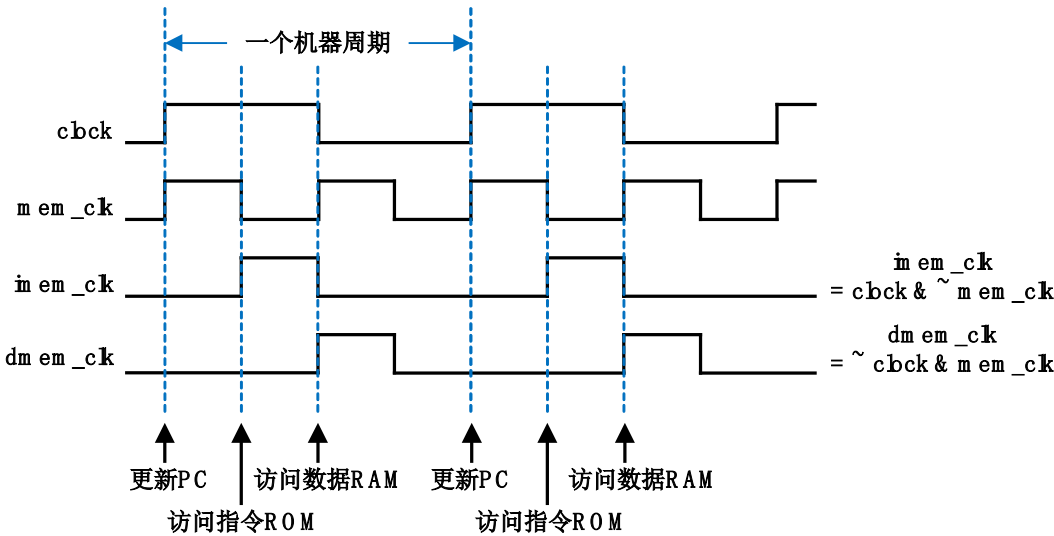 一个机器周期
clock
mem_clk
imem_clk
imem_clk
= clock & ~ mem_clk
dmem_clk
dmem_clk
= ~ clock & mem_clk
更新PC
访问数据RAM
更新PC
访问数据RAM
访问指令ROM
访问指令ROM